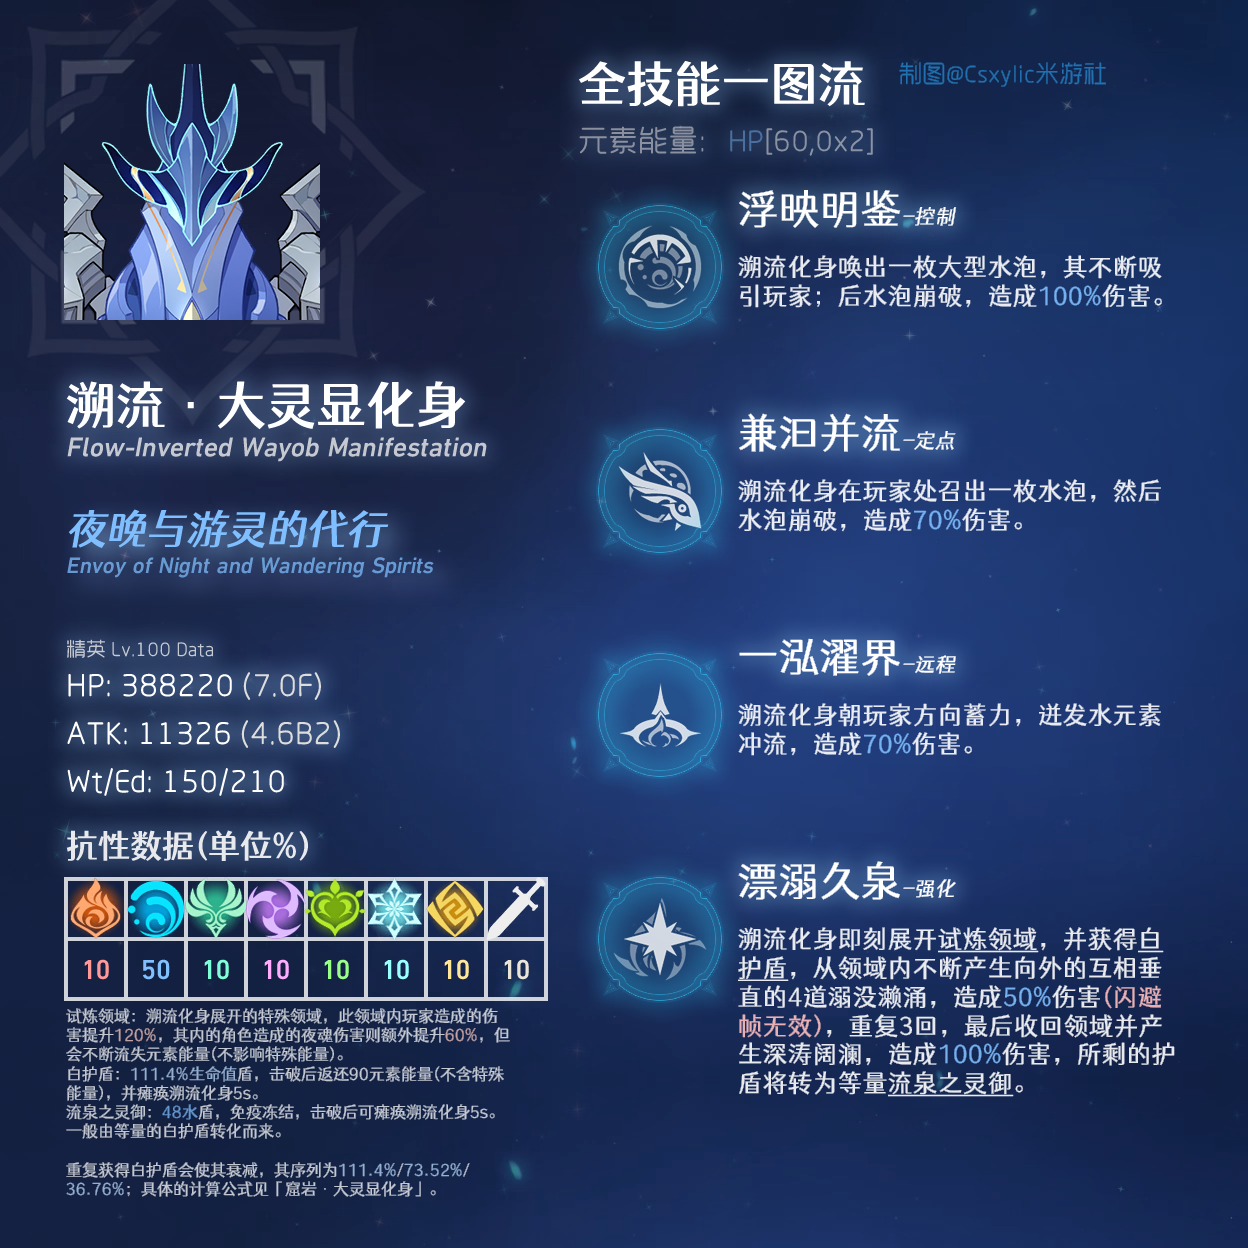 全技能一图流
制图@Csxylic米游社
元素能量： HP[60,0x2]
溯流·大灵显化身
Flow-Inverted Wayob Manifestation
夜晚与游灵的代行
Envoy of Night and Wandering Spirits
精英 Lv.100 Data
HP: 388220 (7.0F)
ATK: 11326 (4.6B2)
Wt/Ed: 150/210
抗性数据(单位%)
10 50 10 10 10 10 10 10
试炼领域：溯流化身展开的特殊领域，此领域内玩家造成的伤
害提升120%，其内的角色造成的夜魂伤害则额外提升60%，但
会不断流失元素能量(不影响特殊能量)。
白护盾：111.4%生命值盾，击破后返还90元素能量(不含特殊
能量)，并瘫痪溯流化身5s。
流泉之灵御：48水盾，免疫冻结，击破后可瘫痪溯流化身5s。
一般由等量的白护盾转化而来。
重复获得白护盾会使其衰减，其序列为111.4%/73.52%/
36.76%；具体的计算公式见「窟岩·大灵显化身」。
浮映明鉴-控制
溯流化身唤出一枚大型水泡，其不断吸
引玩家；后水泡崩破，造成100%伤害。
兼汩并流-定点
溯流化身在玩家处召出一枚水泡，然后
水泡崩破，造成70%伤害。
一泓濯界-远程
溯流化身朝玩家方向蓄力，迸发水元素
冲流，造成70%伤害。
漂溺久泉-强化
溯流化身即刻展开试炼领域，并获得白
护盾，从领域内不断产生向外的互相垂
直的4道溺没濑涌，造成50%伤害(闪避
帧无效)，重复3回，最后收回领域并产
生深涛阔澜，造成100%伤害，所剩的护
盾将转为等量流泉之灵御。